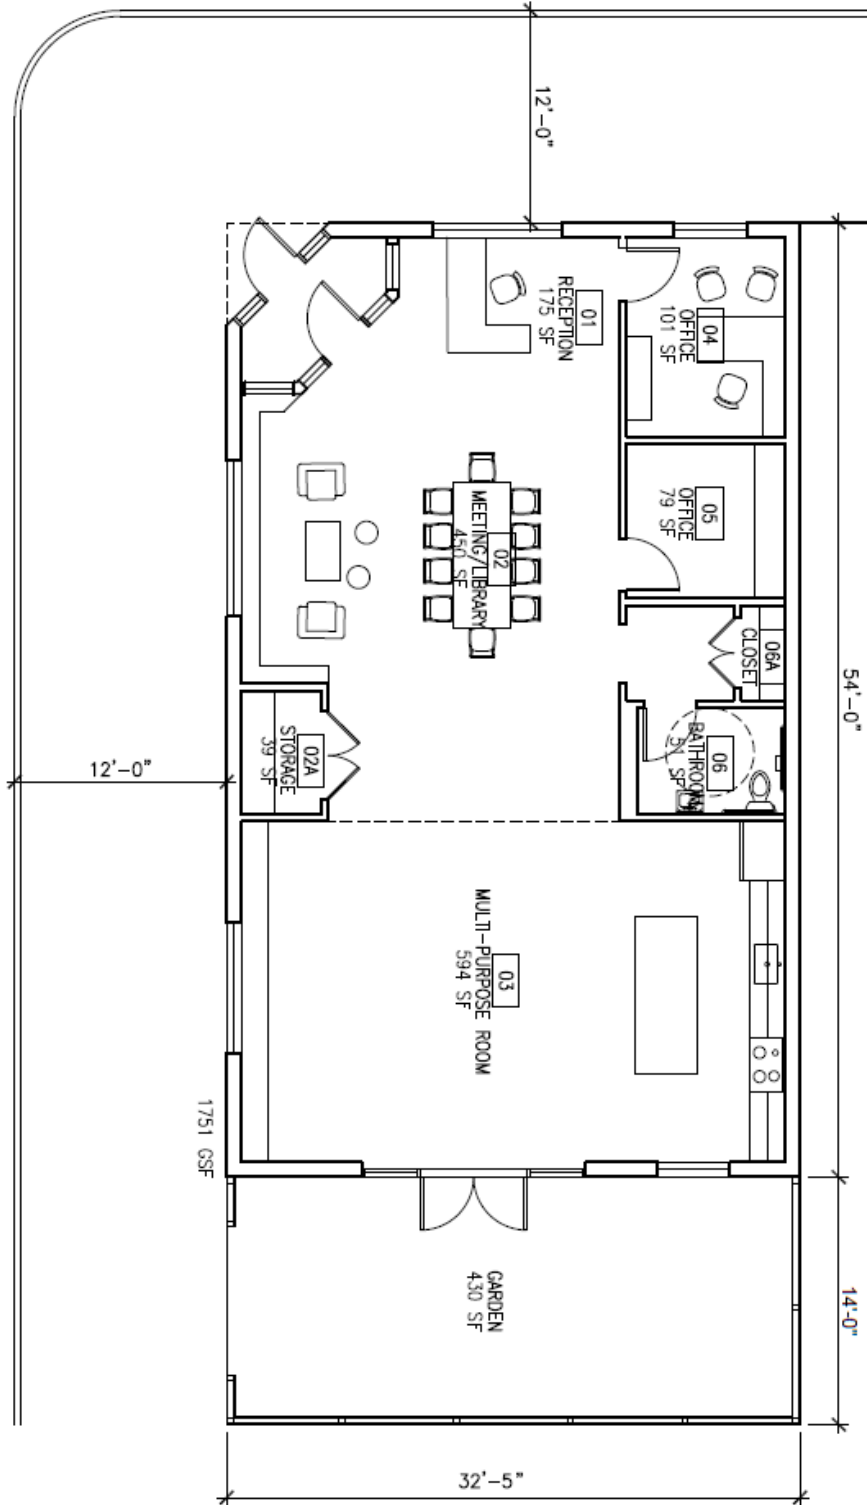 12'-0"
01
RECEPTION
175 SF
04
OFFICE
101 SF
05
OFFICE
79 SF
02
MEETING/LIBRARY
450 SF
06A
CLOSET
54'-0"
02A
STORAGE
39 SF
06
BATHROOM
51 SF
12'-0"
03
MULTI-PURPOSE ROOM
594 SF
1751 GSF
GARDEN
430 SF
14'-0"
32'-5"